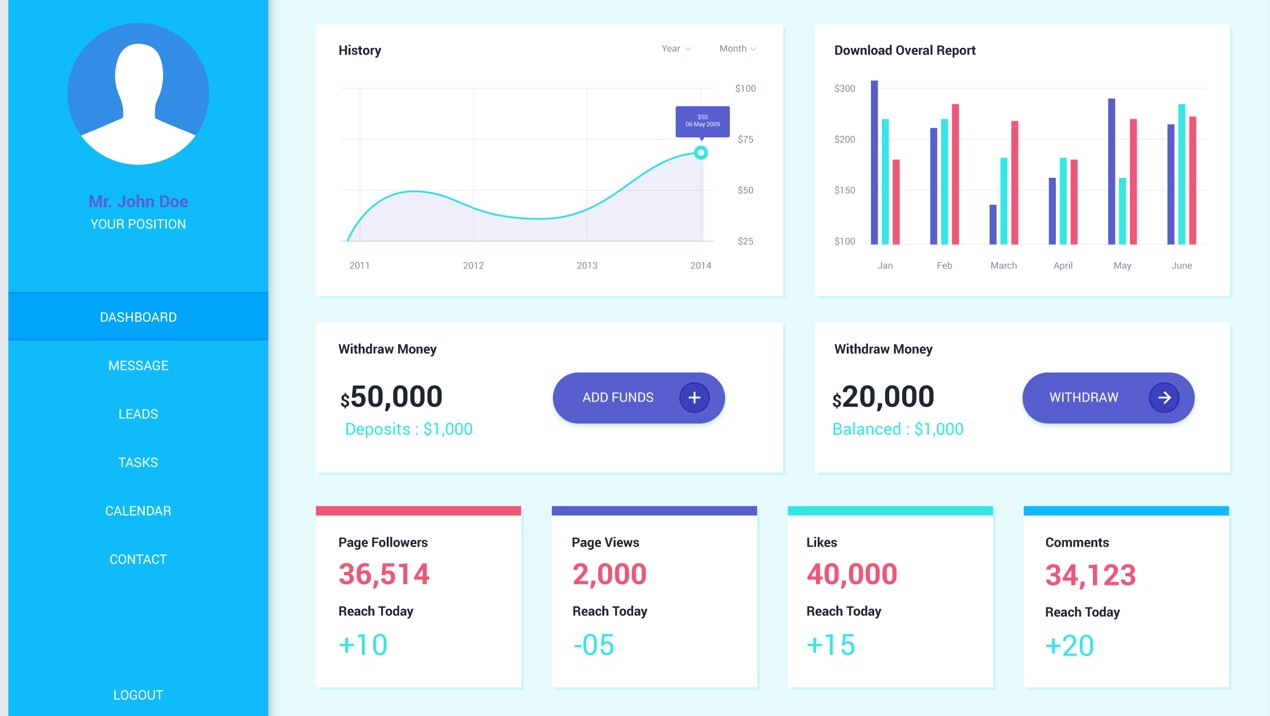 Mr. John Doe
YOUR POSITION
DASHBOARD
MESSAGE
LEADS
TASKS
CALENDAR
CONTACT
LOGOUT
History
Year
Month
$100
$75
$50
$25
$50
06 May 2009
2011
2012
2013
2014
Download Overal Report
$300
$200
$150
$100
Jan
Feb
March
April
May
June
Withdraw Money
$50,000
Deposits : $1,000
ADD FUNDS
Withdraw Money
$20,000
Balanced : $1,000
WITHDRAW
Page Followers
36,514
Reach Today
+10
Page Views
2,000
Reach Today
-05
Likes
40,000
Reach Today
+15
Comments
34,123
Reach Today
+20